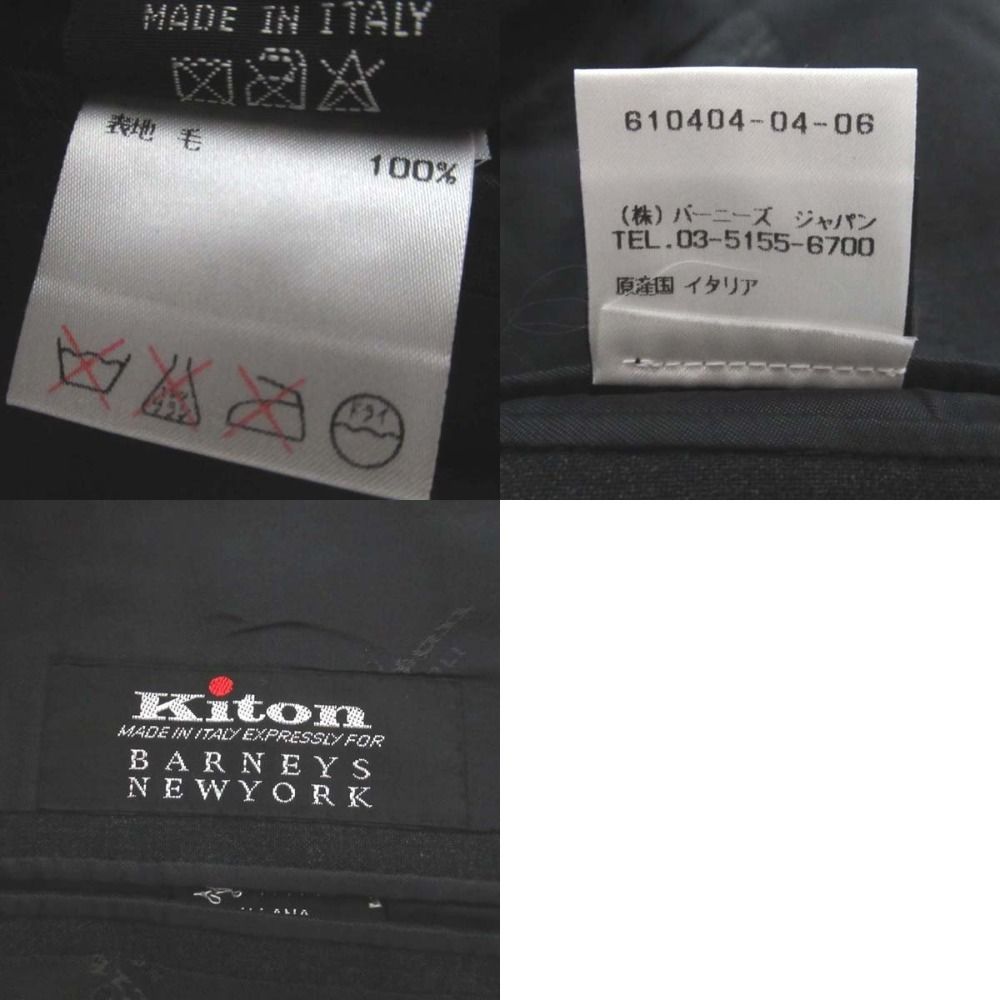 MADE IN ITALY
表地 毛
100%
ドライ
610404-04-06
(株) バーニーズ ジャパン
TEL.03-5155-6700
原産国 イタリア
Kiton
MADE IN ITALY EXPRESSLY FOR
BARNEYS
NEWYORK